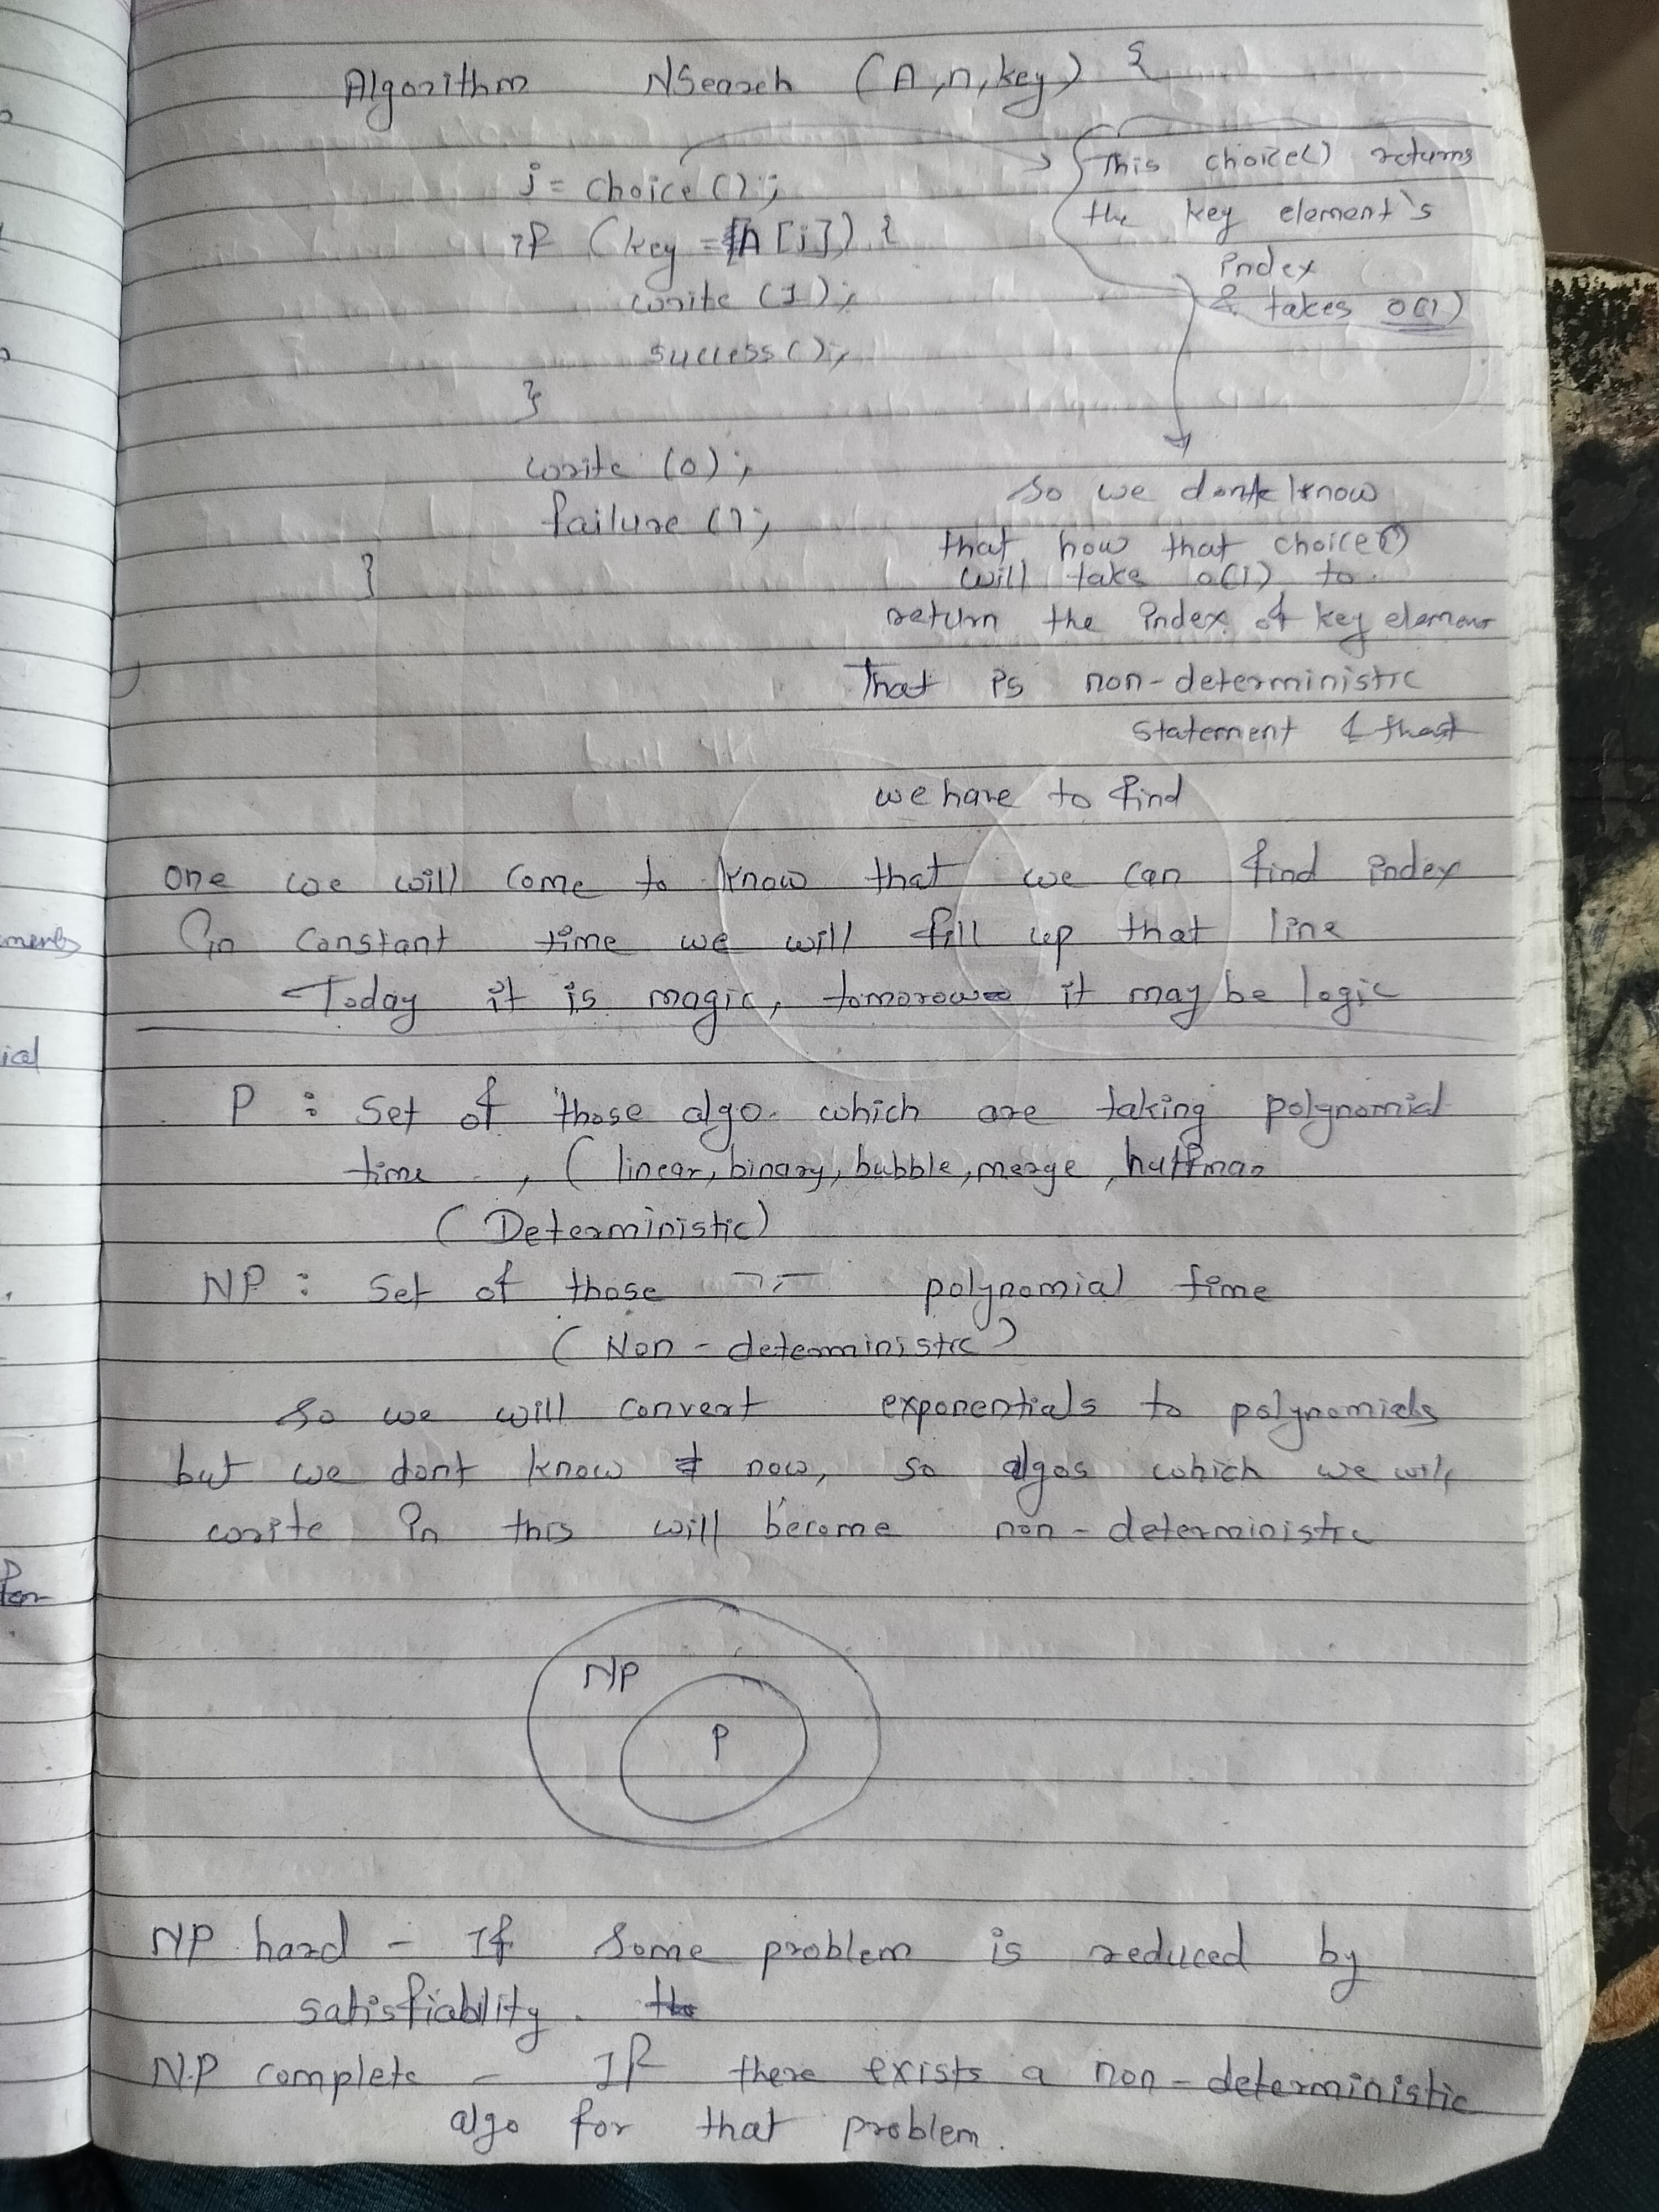 Algorithm NSearch (A,n,key) {
j = choice();
if (key = A[j]) {
write (1);
success();
}
write (0);
failure ();
}
This choice() returns
the key element's
index
& takes O(1)
So we dont know
that how that choice()
will take O(1) to
return the index of key element
That is non-deterministic
statement & that
we have to find
one we will come to know that we can find index
in constant time we will fill up that line
Today it is magic, tomorow it may be logic
P : Set of those algo. which are taking polynomial
time , ( linear, binary, bubble, merge, huffman
( Deterministic)
NP : Set of those polynomial time
( Non-deterministic)
So we will convert exponentials to polynomials
but we dont know now, so algos which we will
write in this will become non-deterministic
NP
P
NP hard - If some problem is reduced by
satisfiability.
NP complete - If there exists a non-deterministic
algo for that problem.
ments
ial
for